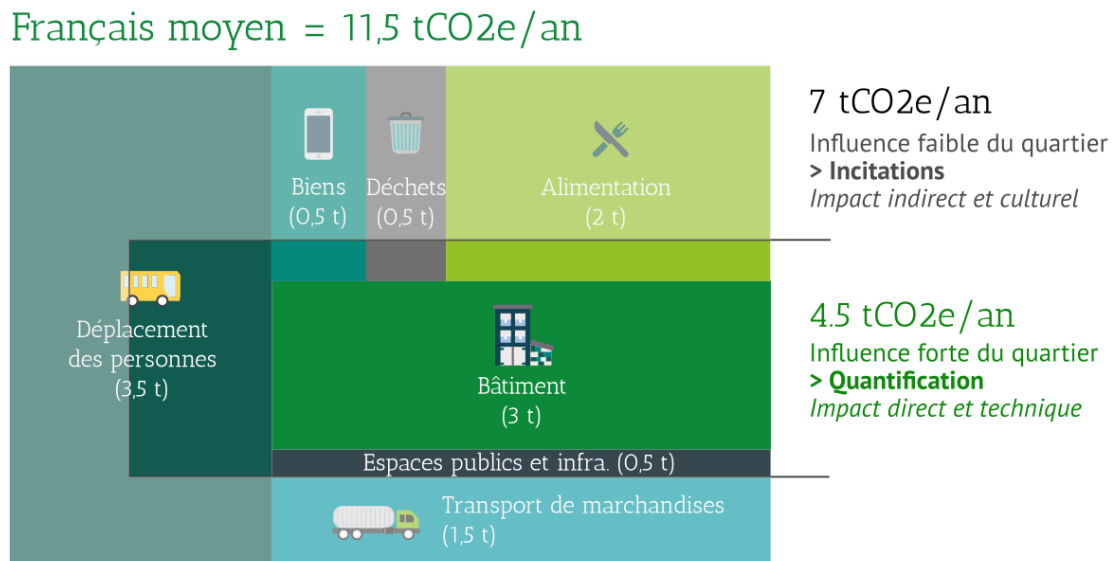 Français moyen = 11,5 tCO2e/an
Biens
(0,5 t)
Déchets
(0,5 t)
Alimentation
(2 t)
7 tCO2e/an
Influence faible du quartier
> Incitations
Impact indirect et culturel
Déplacement
des personnes
(3,5 t)
Bâtiment
(3 t)
4.5 tCO2e/an
Influence forte du quartier
> Quantification
Impact direct et technique
Espaces publics et infra. (0,5 t)
Transport de marchandises
(1,5 t)